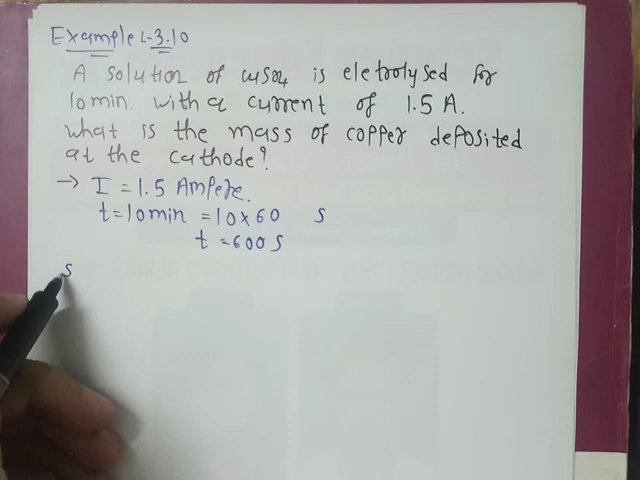 Example :-3.10
A solution of cuso4 is eletrolysed for
10min. with a current of 1.5 A.
What is the mass of copper deposited
at the cathode?
→ I = 1.5 Ampere.
t=10min = 10×60 s
t = 600 s
s